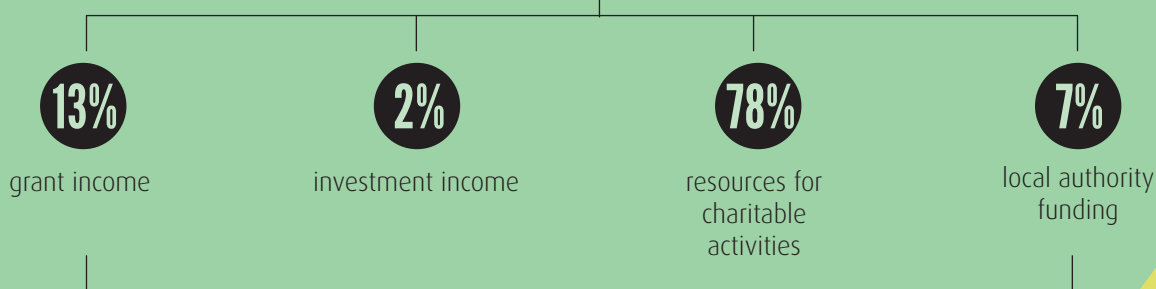 13%
grant income
2%
investment income
78%
resources for
charitable
activities
7%
local authority
funding